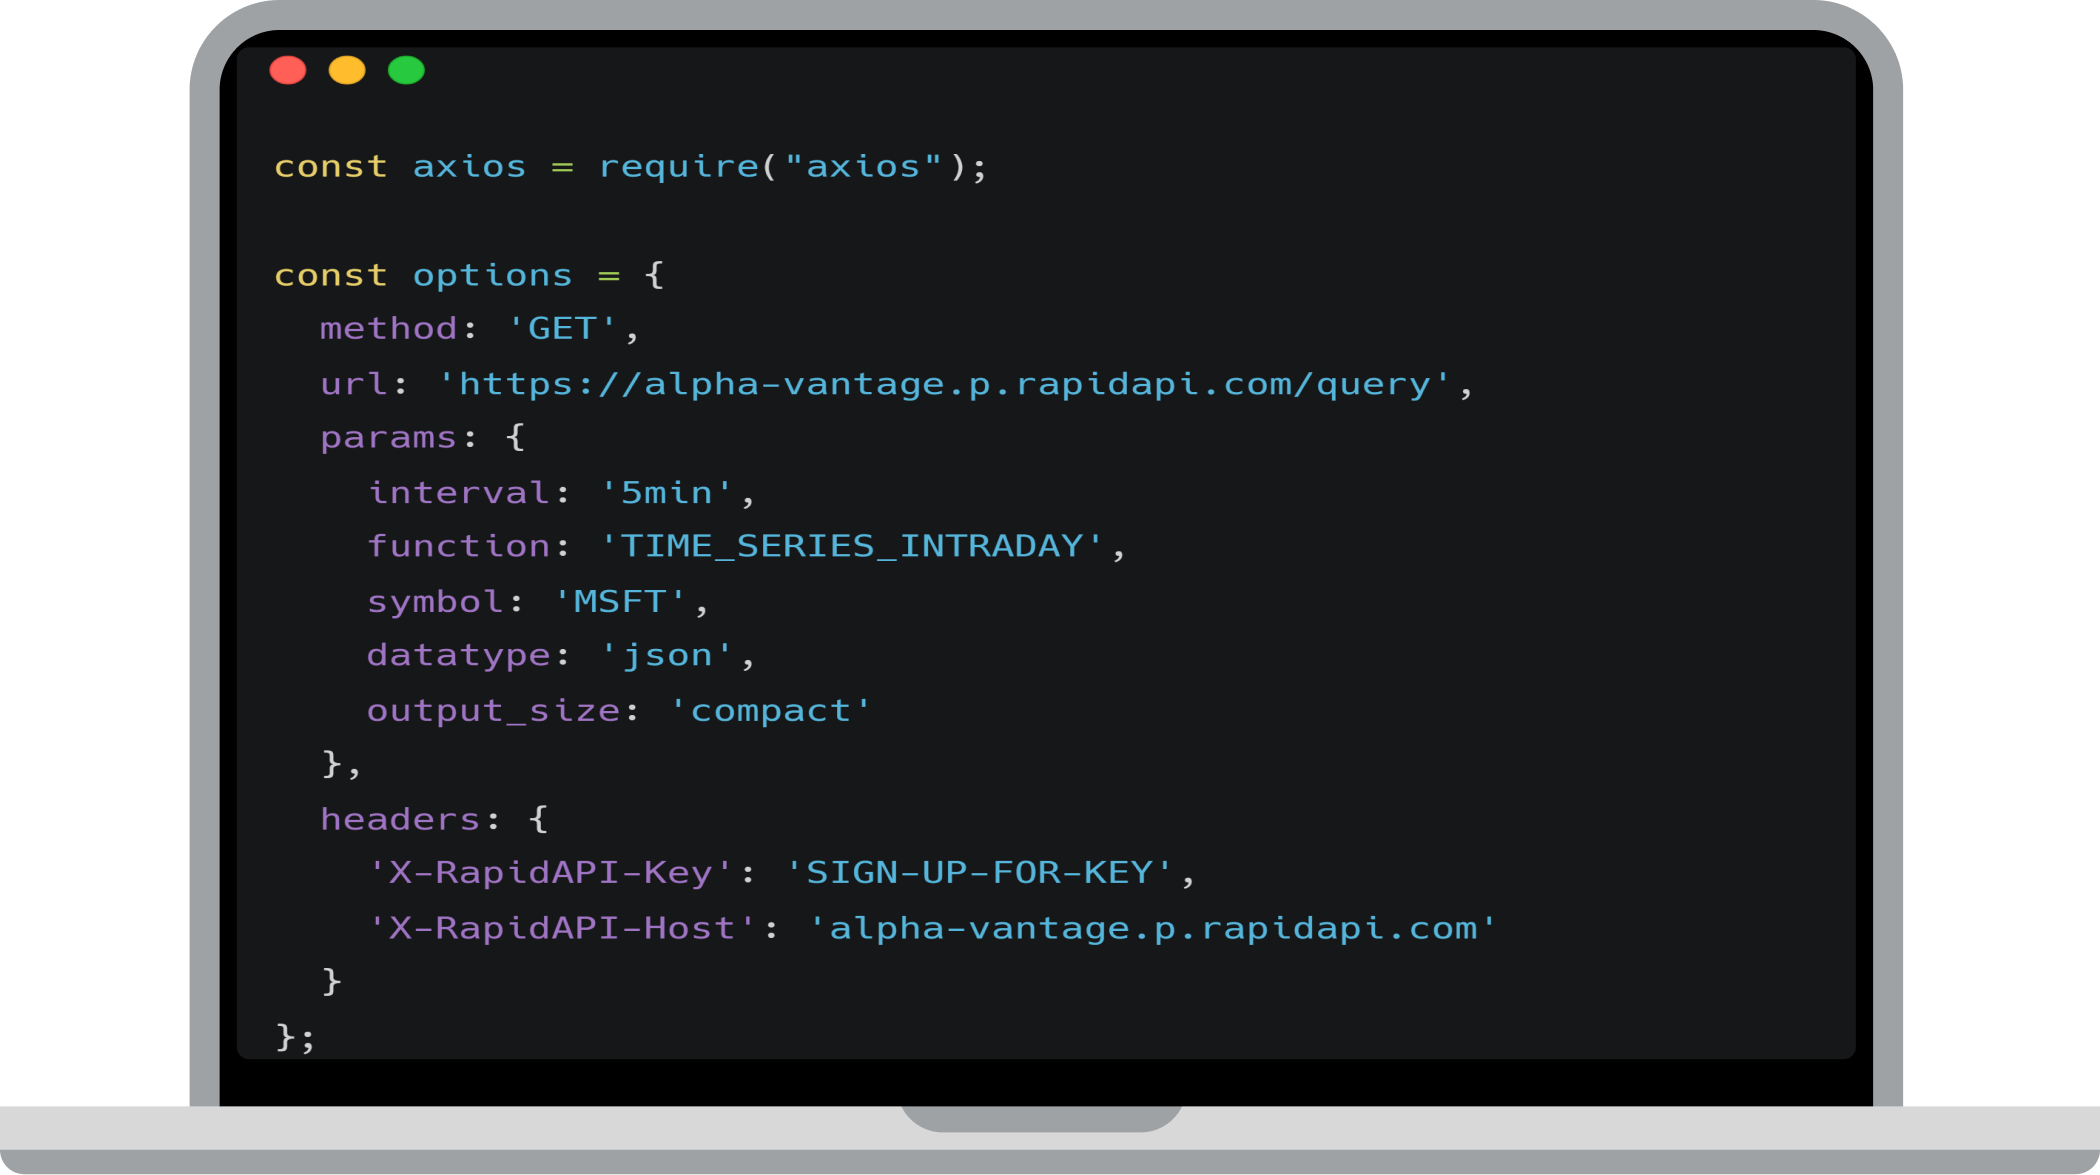 const axios = require("axios");
const options = {
method: 'GET',
url: 'https://alpha-vantage.p.rapidapi.com/query',
params: {
interval: '5min',
function: 'TIME_SERIES_INTRADAY',
symbol: 'MSFT',
datatype: 'json',
output_size: 'compact'
},
headers: {
'X-RapidAPI-Key': 'SIGN-UP-FOR-KEY',
'X-RapidAPI-Host': 'alpha-vantage.p.rapidapi.com'
}
};